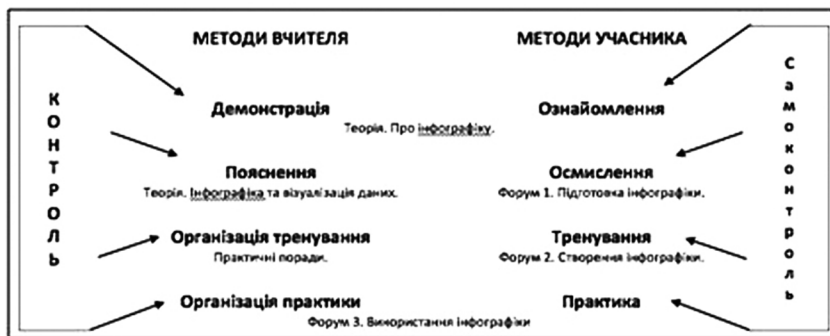 МЕТОДИ ВЧИТЕЛЯ МЕТОДИ УЧАСНИКА
КОНТРОЛЬ
Демонстрація Ознайомлення
Теорія. Про інфографіку.
Пояснення Осмислення
Теорія. Інфографіка та візуалізація даних. Форум 1. Підготовка інфографіки.
Організація тренування Тренування
Практичні поради. Форум 2. Створення інфографіки.
Організація практики Практика
Форум 3. Використання інфографіки
Самоконтроль